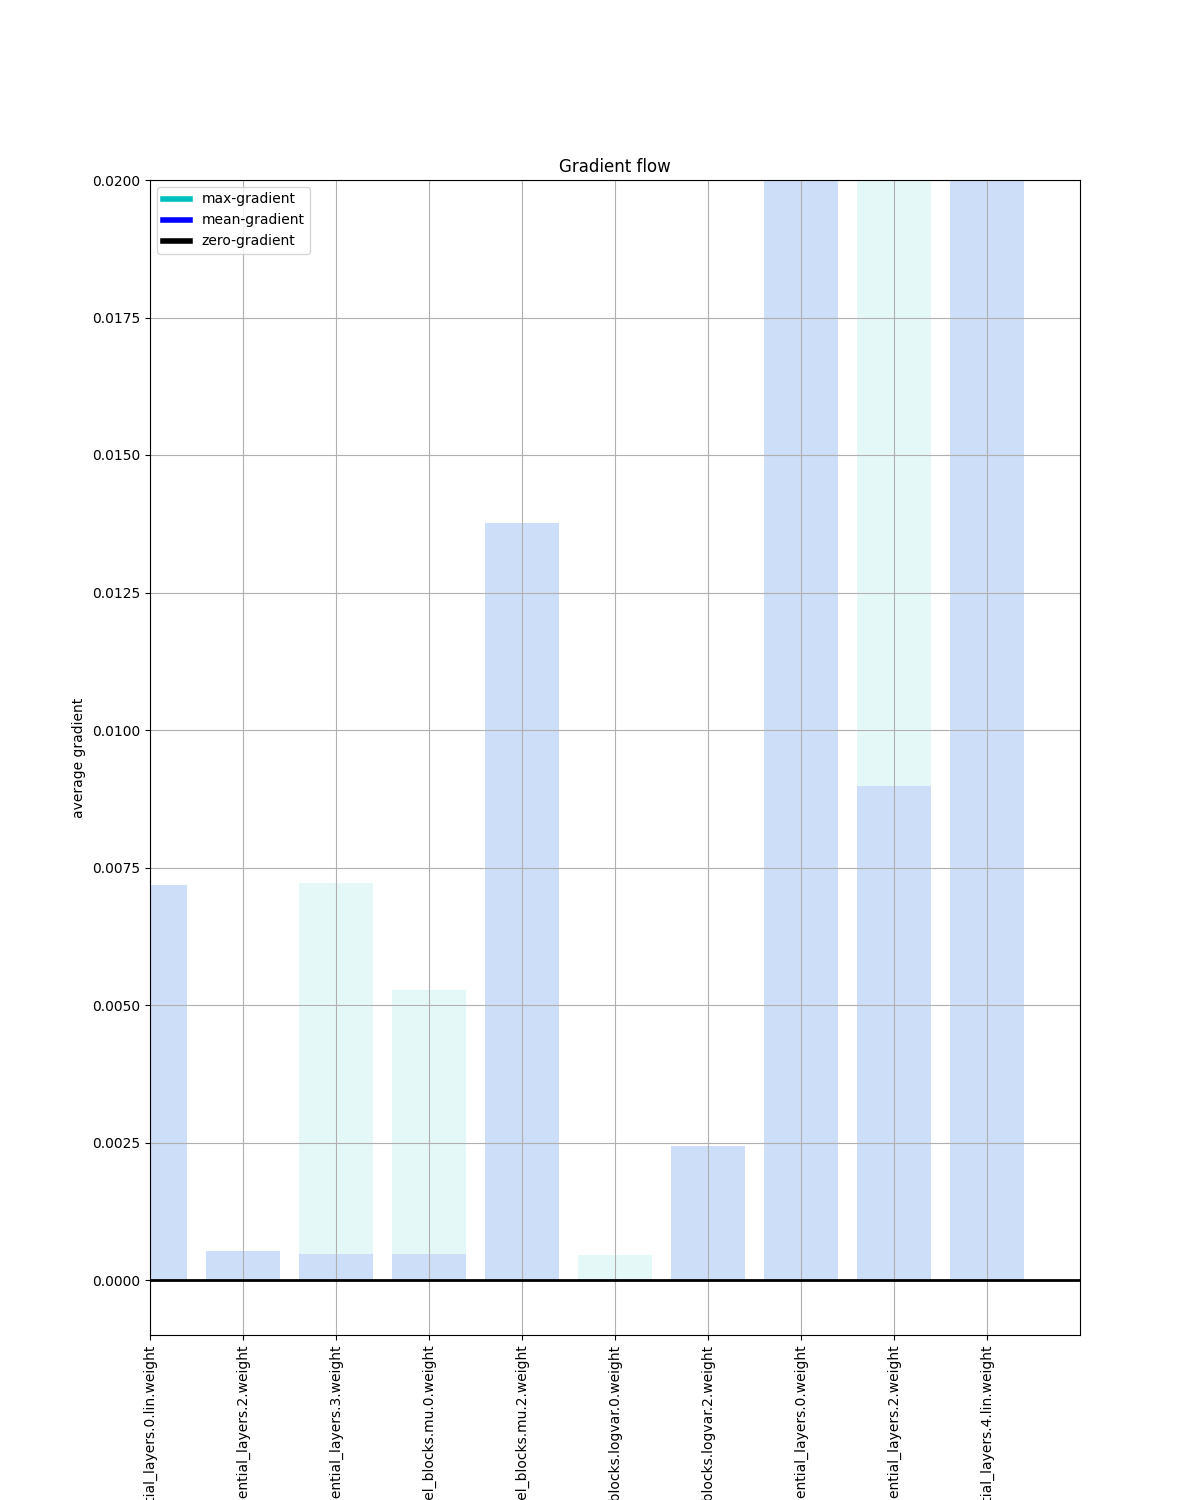 Gradient flow
max-gradient
mean-gradient
zero-gradient
0.0200
0.0175
0.0150
0.0125
0.0100
0.0075
0.0050
0.0025
0.0000
average gradient
tial_layers.0.lin.weight
ential_layers.2.weight
ential_layers.3.weight
el_blocks.mu.0.weight
el_blocks.mu.2.weight
blocks.logvar.0.weight
blocks.logvar.2.weight
ential_layers.0.weight
ential_layers.2.weight
tial_layers.4.lin.weight